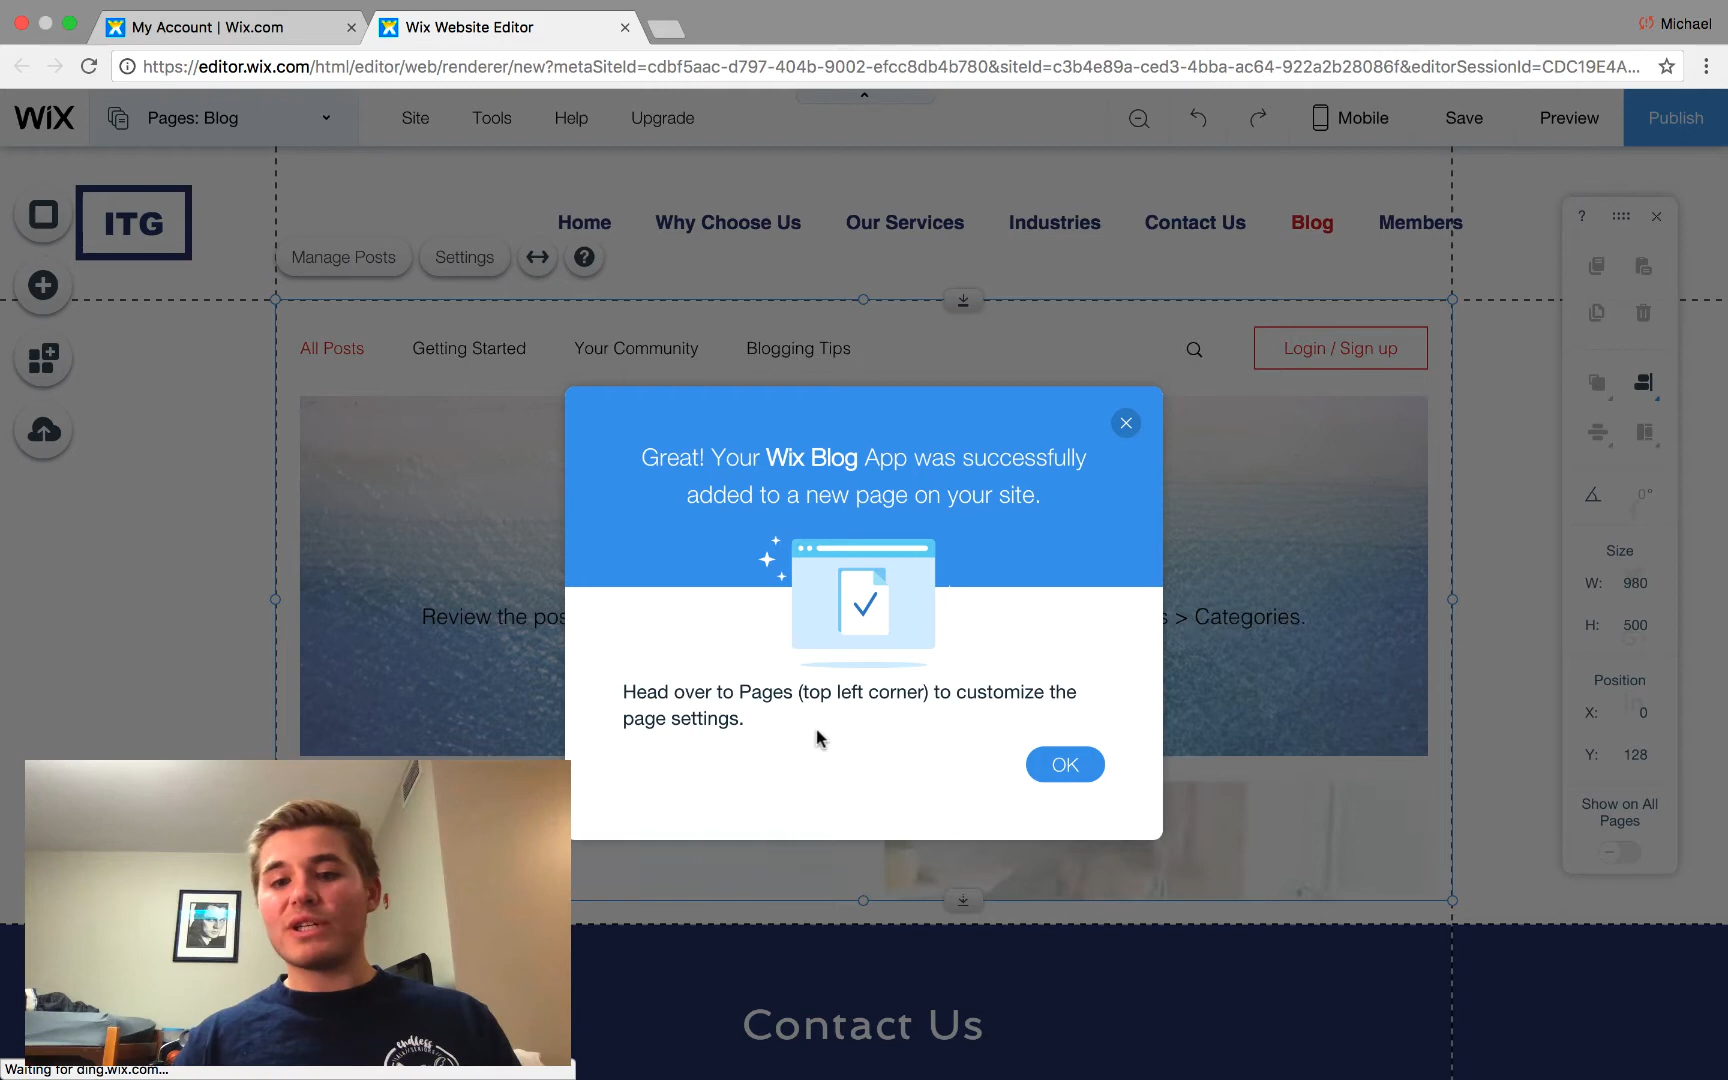 My Account | Wix.com
Wix Website Editor
Michael
https://editor.wix.com/html/editor/web/renderer/new?metaSiteId=cdbf5aac-d797-404b-9002-efcc8db4b780&siteId=c3b4e89a-ced3-4bba-ac64-922a2b28086f&editorSessionId=CDC19E4A...
WiX
Pages: Blog
Site
Tools
Help
Upgrade
Mobile
Save
Preview
Publish
ITG
Home
Why Choose Us
Our Services
Industries
Contact Us
Blog
Members
Manage Posts
Settings
?
?
All Posts
Getting Started
Your Community
Blogging Tips
Login / Sign up
Great! Your Wix Blog App was successfully
added to a new page on your site.
0°
Size
W: 980
H: 500
Position
X: 0
Y: 128
Show on All
Pages
Review the pos
s > Categories.
Head over to Pages (top left corner) to customize the
page settings.
OK
Contact Us
endless
Waiting for ding.wix.com...